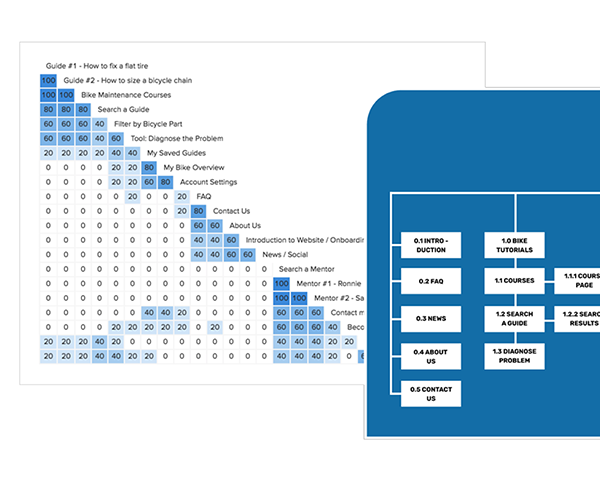 Guide #1 - How to fix a flat tire
100 Guide #2 - How to size a bicycle chain
100 100 Bike Maintenance Courses
80 80 80 Search a Guide
60 60 60 40 Filter by Bicycle Part
60 60 60 40 60 Tool: Diagnose the Problem
20 20 20 20 40 40 My Saved Guides
0 0 0 0 20 20 80 My Bike Overview
0 0 0 0 20 20 60 80 Account Settings
0 0 0 0 0 20 0 0 20 FAQ
0 0 0 0 0 0 0 0 20 80 Contact Us
0 0 0 0 0 0 0 0 0 60 60 About Us
0 0 0 0 0 0 0 0 0 40 40 60 Introduction to Website / Onboardin
0 0 0 0 0 0 0 0 0 40 40 60 60 News / Social
0 0 0 0 0 0 0 0 0 0 0 0 0 0 Search a Mentor
0 0 0 0 0 0 0 0 0 0 0 0 0 0 100 Mentor #1 - Ronnie
0 0 0 0 0 0 0 0 0 0 0 0 0 0 100 100 Mentor #2 - Sa
0 0 0 0 0 0 40 40 20 0 0 0 0 0 60 60 60 Contact m
0 0 0 0 20 20 20 20 20 0 20 0 0 0 60 60 60 40 Beco
20 20 20 40 20 0 0 0 0 0 0 0 0 0 40 40 40 20 20
20 20 20 40 40 20 20 0 0 0 0 0 0 0 40 40 40 20 0
0.1 INTRO -
DUCTION
0.2 FAQ
0.3 NEWS
0.4 ABOUT
US
0.5 CONTACT
US
1.0 BIKE
TUTORIALS
1.1 COURSES
1.2 SEARCH
A GUIDE
1.3 DIAGNOSE
PROBLEM
1.1.1 COURS
PAGE
1.2.2 SEARC
RESULTS